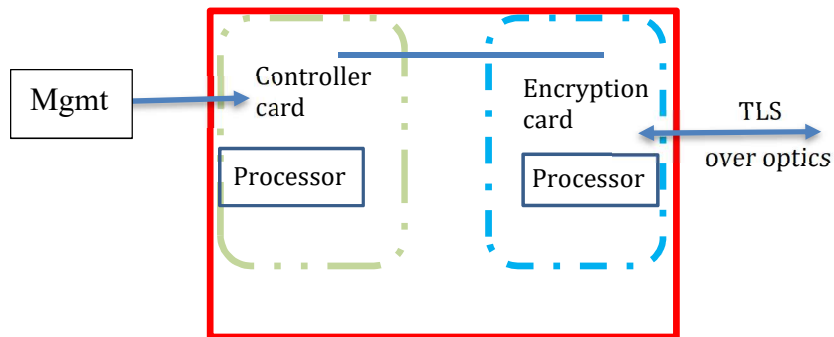 Mgmt
Controller
card
Processor
Encryption
card
Processor
TLS
over optics